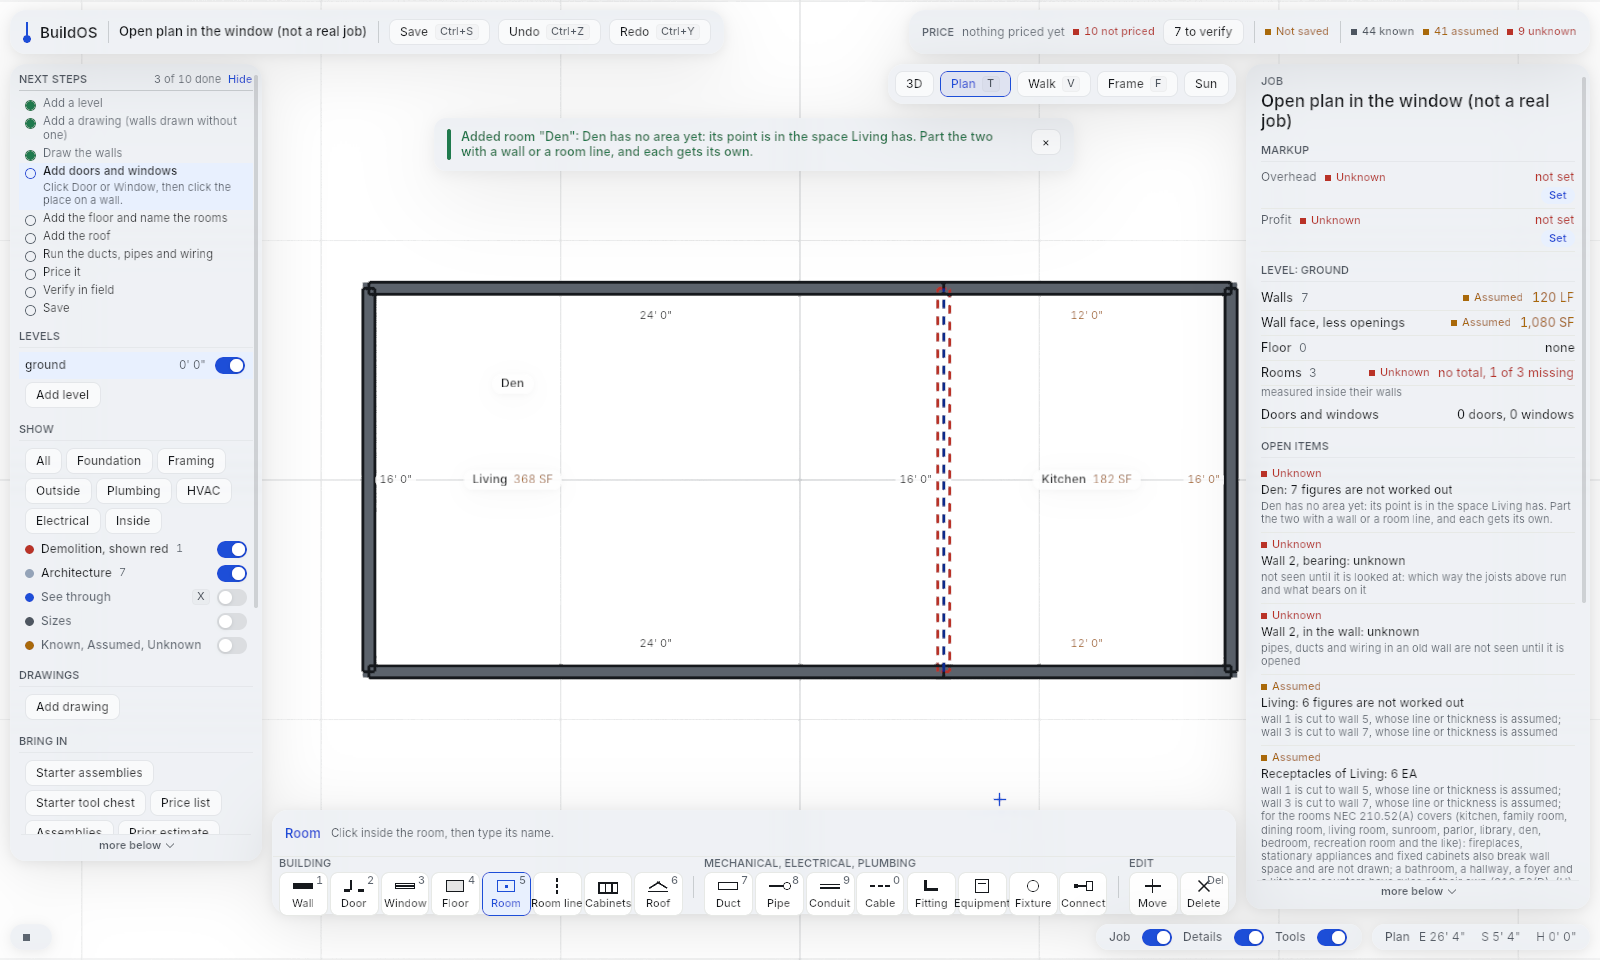 BuildOS
Open plan in the window (not a real job)
Save Ctrl+S
Undo Ctrl+Z
Redo Ctrl+Y
PRICE nothing priced yet 10 not priced
7 to verify
Not saved
44 known 41 assumed 9 unknown
3D
Plan T
Walk V
Frame F
Sun
NEXT STEPS 3 of 10 done Hide
Add a level
Add a drawing (walls drawn without
one)
Draw the walls
Add doors and windows
Click Door or Window, then click the
place on a wall.
Add the floor and name the rooms
Add the roof
Run the ducts, pipes and wiring
Price it
Verify in field
Save
LEVELS
ground 0' 0"
Add level
SHOW
All Foundation Framing
Outside Plumbing HVAC
Electrical Inside
Demolition, shown red 1
Architecture 7
See through X
Sizes
Known, Assumed, Unknown
DRAWINGS
Add drawing
BRING IN
Starter assemblies
Starter tool chest Price list
Assemblies Prior estimate
more below
Added room "Den": Den has no area yet: its point is in the space Living has. Part the two
with a wall or a room line, and each gets its own.
×
24' 0" 12' 0"
Den
16' 0" Living 368 SF 16' 0" Kitchen 182 SF 16' 0"
24' 0" 12' 0"
Room Click inside the room, then type its name.
BUILDING
Wall 1
Door 2
Window 3
Floor 4
Room 5
Room line
Cabinets
Roof 6
MECHANICAL, ELECTRICAL, PLUMBING
Duct 7
Pipe 8
Conduit 9
Cable 0
Fitting
Equipment
Fixture
Connect
EDIT
Move
Delete Del
JOB
Open plan in the window (not a real
job)
MARKUP
Overhead Unknown not set
Set
Profit Unknown not set
Set
LEVEL: GROUND
Walls 7 Assumed 120 LF
Wall face, less openings Assumed 1,080 SF
Floor 0 none
Rooms 3 Unknown no total, 1 of 3 missing
measured inside their walls
Doors and windows 0 doors, 0 windows
OPEN ITEMS
Unknown
Den: 7 figures are not worked out
Den has no area yet: its point is in the space Living has. Part
the two with a wall or a room line, and each gets its own.
Unknown
Wall 2, bearing: unknown
not seen until it is looked at: which way the joists above run
and what bears on it
Unknown
Wall 2, in the wall: unknown
pipes, ducts and wiring in an old wall are not seen until it is
opened
Assumed
Living: 6 figures are not worked out
wall 1 is cut to wall 5, whose line or thickness is assumed;
wall 3 is cut to wall 7, whose line or thickness is assumed
Assumed
Receptacles of Living: 6 EA
wall 1 is cut to wall 5, whose line or thickness is assumed;
wall 3 is cut to wall 7, whose line or thickness is assumed;
for the rooms NEC 210.52(A) covers (kitchen, family room,
dining room, living room, sunroom, parlor, library, den,
bedroom, recreation room and the like): fireplaces,
stationary appliances and fixed cabinets also break wall
space and are not drawn; a bathroom, a hallway, a foyer and
more below
Job Details Tools
Plan E 26' 4" S 5' 4" H 0' 0"